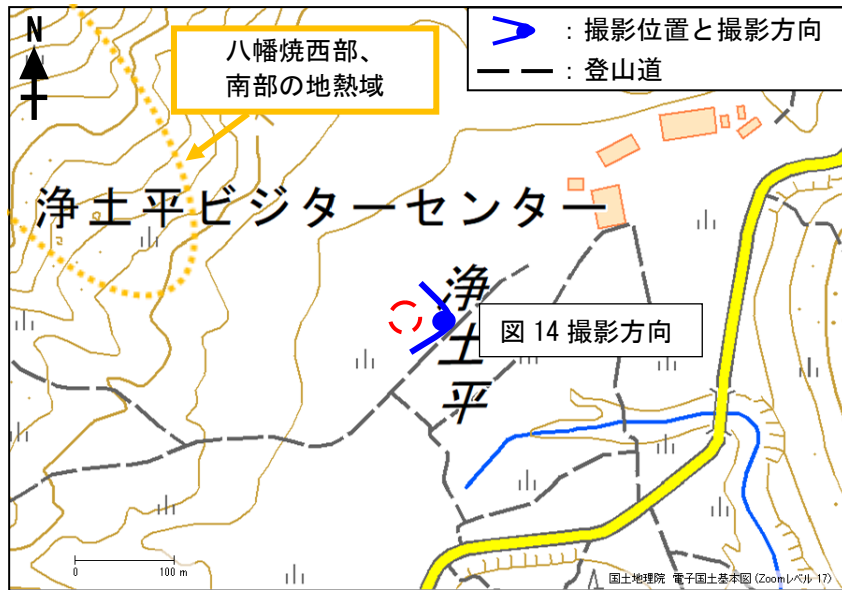 N
八幡焼西部、
南部の地熱域
：撮影位置と撮影方向
：登山道
浄土平ビジターセンター
浄土平
図 14 撮影方向
0 100 m
国土地理院 電子国土基本図(Zoomレベル 17)